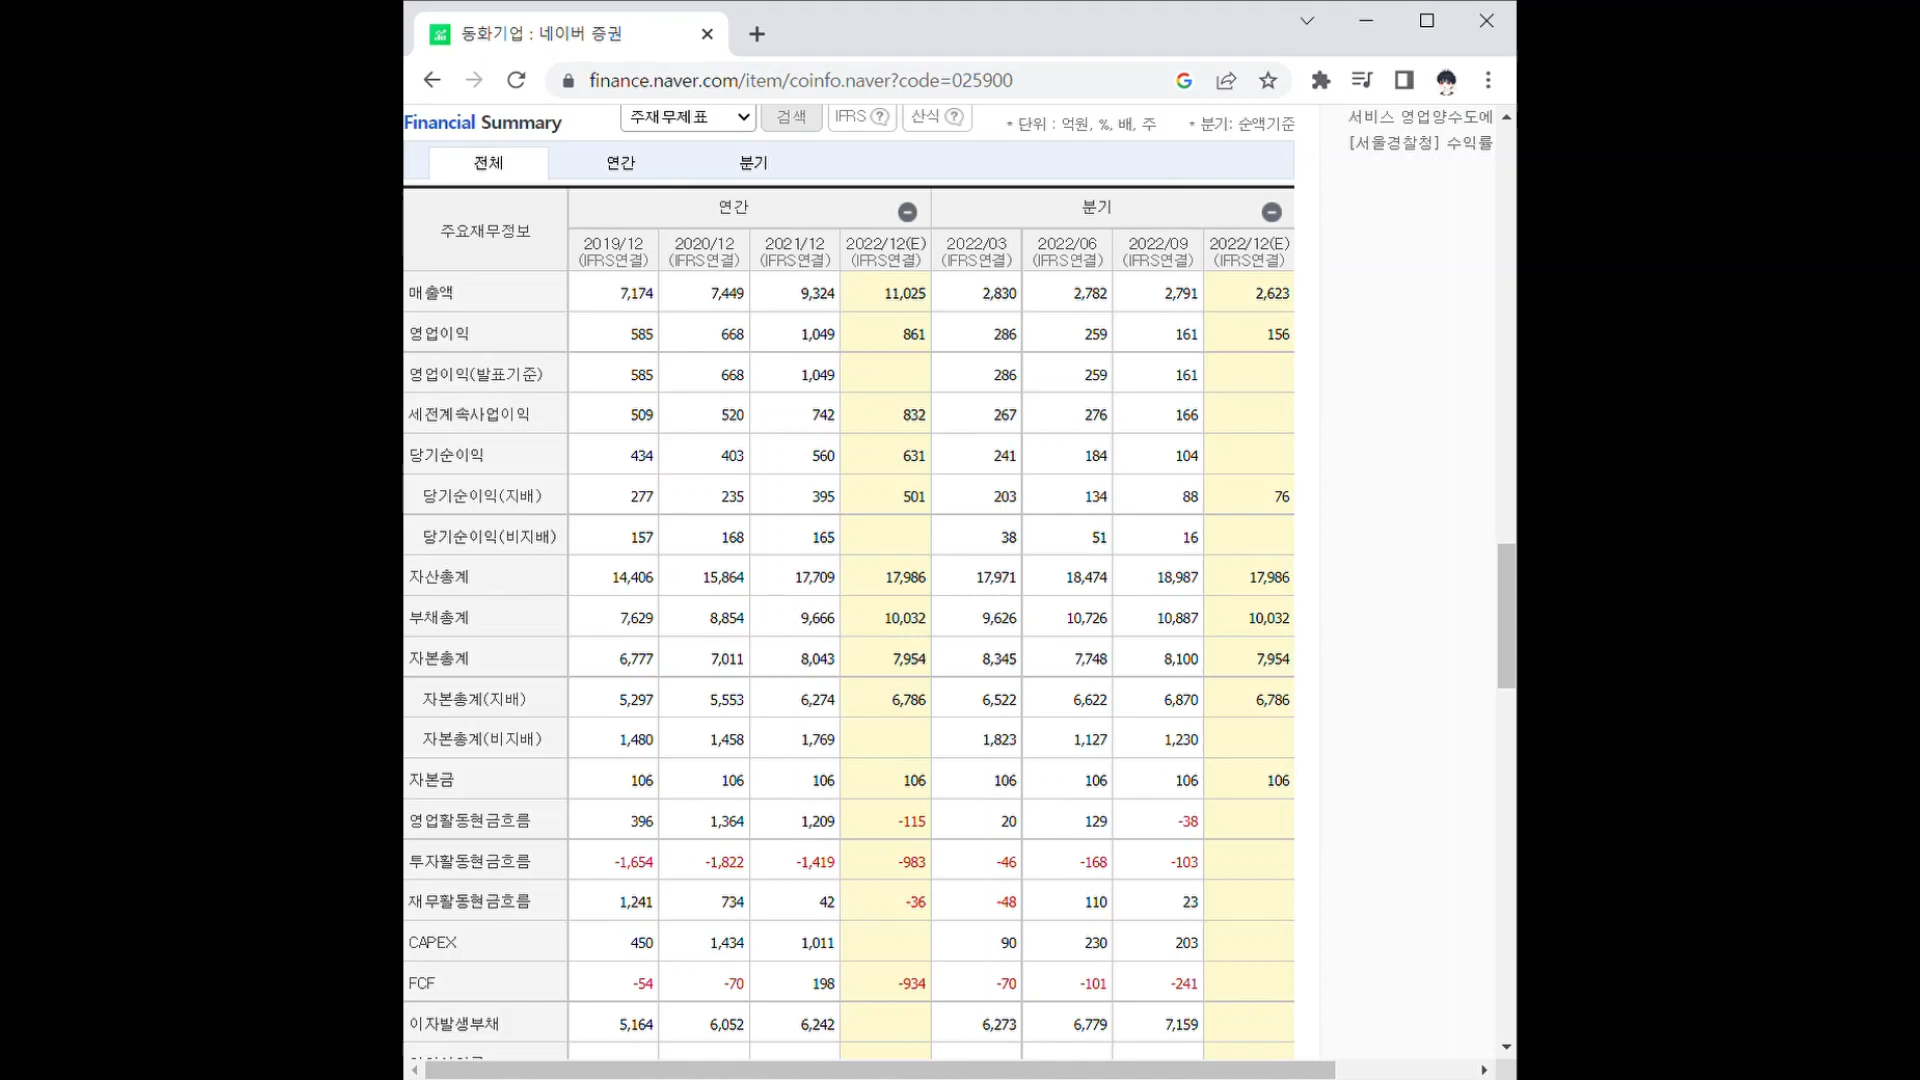 동화기업 : 네이버 증권
finance.naver.com/item/coinfo.naver?code=025900
Financial Summary 주재무제표 검색 IFRS ? 산식 ? * 단위 : 억원, %, 배, 주 * 분기: 순액기준
서비스 영업양수도에
[서울경찰청] 수익률
전체 연간 분기
주요재무정보 연간 분기
2019/12 2020/12 2021/12 2022/12(E) 2022/03 2022/06 2022/09 2022/12(E)
(IFRS연결) (IFRS연결) (IFRS연결) (IFRS연결) (IFRS연결) (IFRS연결) (IFRS연결) (IFRS연결)
매출액 7,174 7,449 9,324 11,025 2,830 2,782 2,791 2,623
영업이익 585 668 1,049 861 286 259 161 156
영업이익(발표기준) 585 668 1,049 286 259 161
세전계속사업이익 509 520 742 832 267 276 166
당기순이익 434 403 560 631 241 184 104
당기순이익(지배) 277 235 395 501 203 134 88 76
당기순이익(비지배) 157 168 165 38 51 16
자산총계 14,406 15,864 17,709 17,986 17,971 18,474 18,987 17,986
부채총계 7,629 8,854 9,666 10,032 9,626 10,726 10,887 10,032
자본총계 6,777 7,011 8,043 7,954 8,345 7,748 8,100 7,954
자본총계(지배) 5,297 5,553 6,274 6,786 6,522 6,622 6,870 6,786
자본총계(비지배) 1,480 1,458 1,769 1,823 1,127 1,230
자본금 106 106 106 106 106 106 106 106
영업활동현금흐름 396 1,364 1,209 -115 20 129 -38
투자활동현금흐름 -1,654 -1,822 -1,419 -983 -46 -168 -103
재무활동현금흐름 1,241 734 42 -36 -48 110 23
CAPEX 450 1,434 1,011 90 230 203
FCF -54 -70 198 -934 -70 -101 -241
이자발생부채 5,164 6,052 6,242 6,273 6,779 7,159